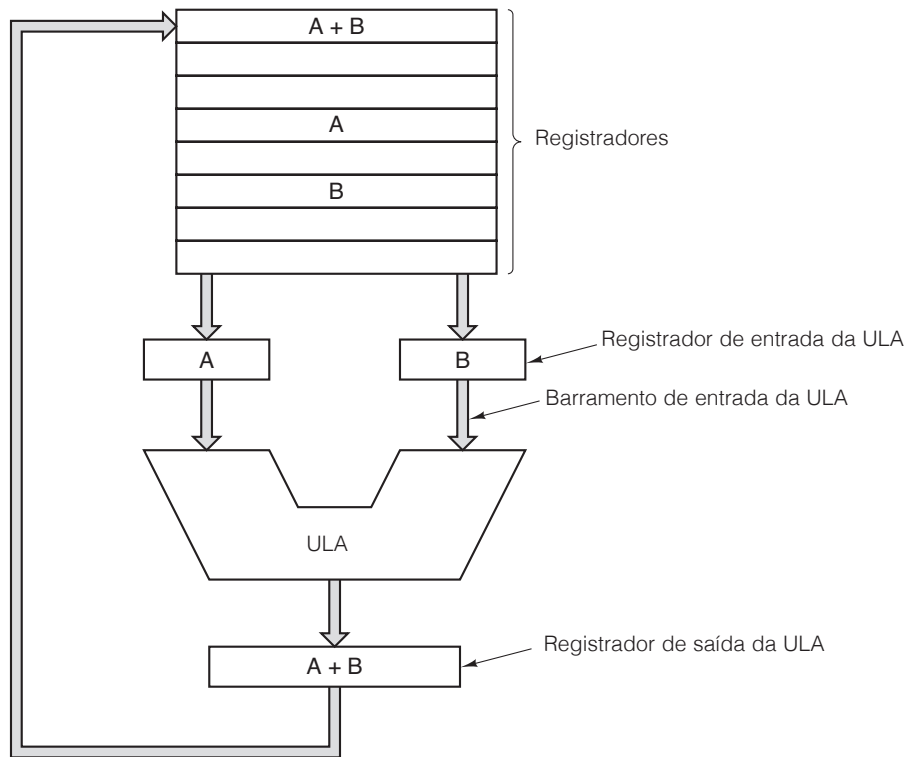 A + B
A
Registradores
B
A
B
Registrador de entrada da ULA
Barramento de entrada da ULA
ULA
A + B
Registrador de saída da ULA